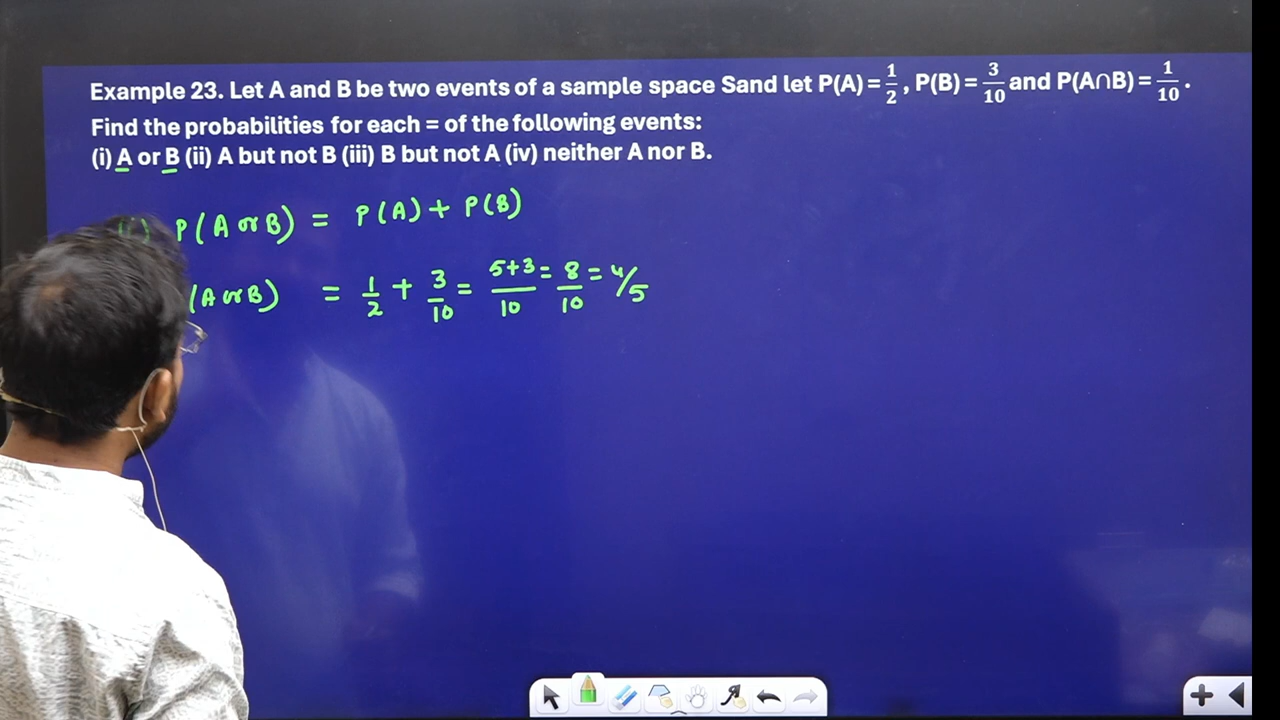 Example 23. Let A and B be two events of a sample space Sand let P(A)=1/2, P(B)=3/10 and P(A∩B)=1/10.
Find the probabilities for each = of the following events:
(i) A or B (ii) A but not B (iii) B but not A (iv) neither A nor B.
P(A or B) = P(A) + P(B)
(A or B) = 1/2 + 3/10 = 5+3/10 = 8/10 = 4/5